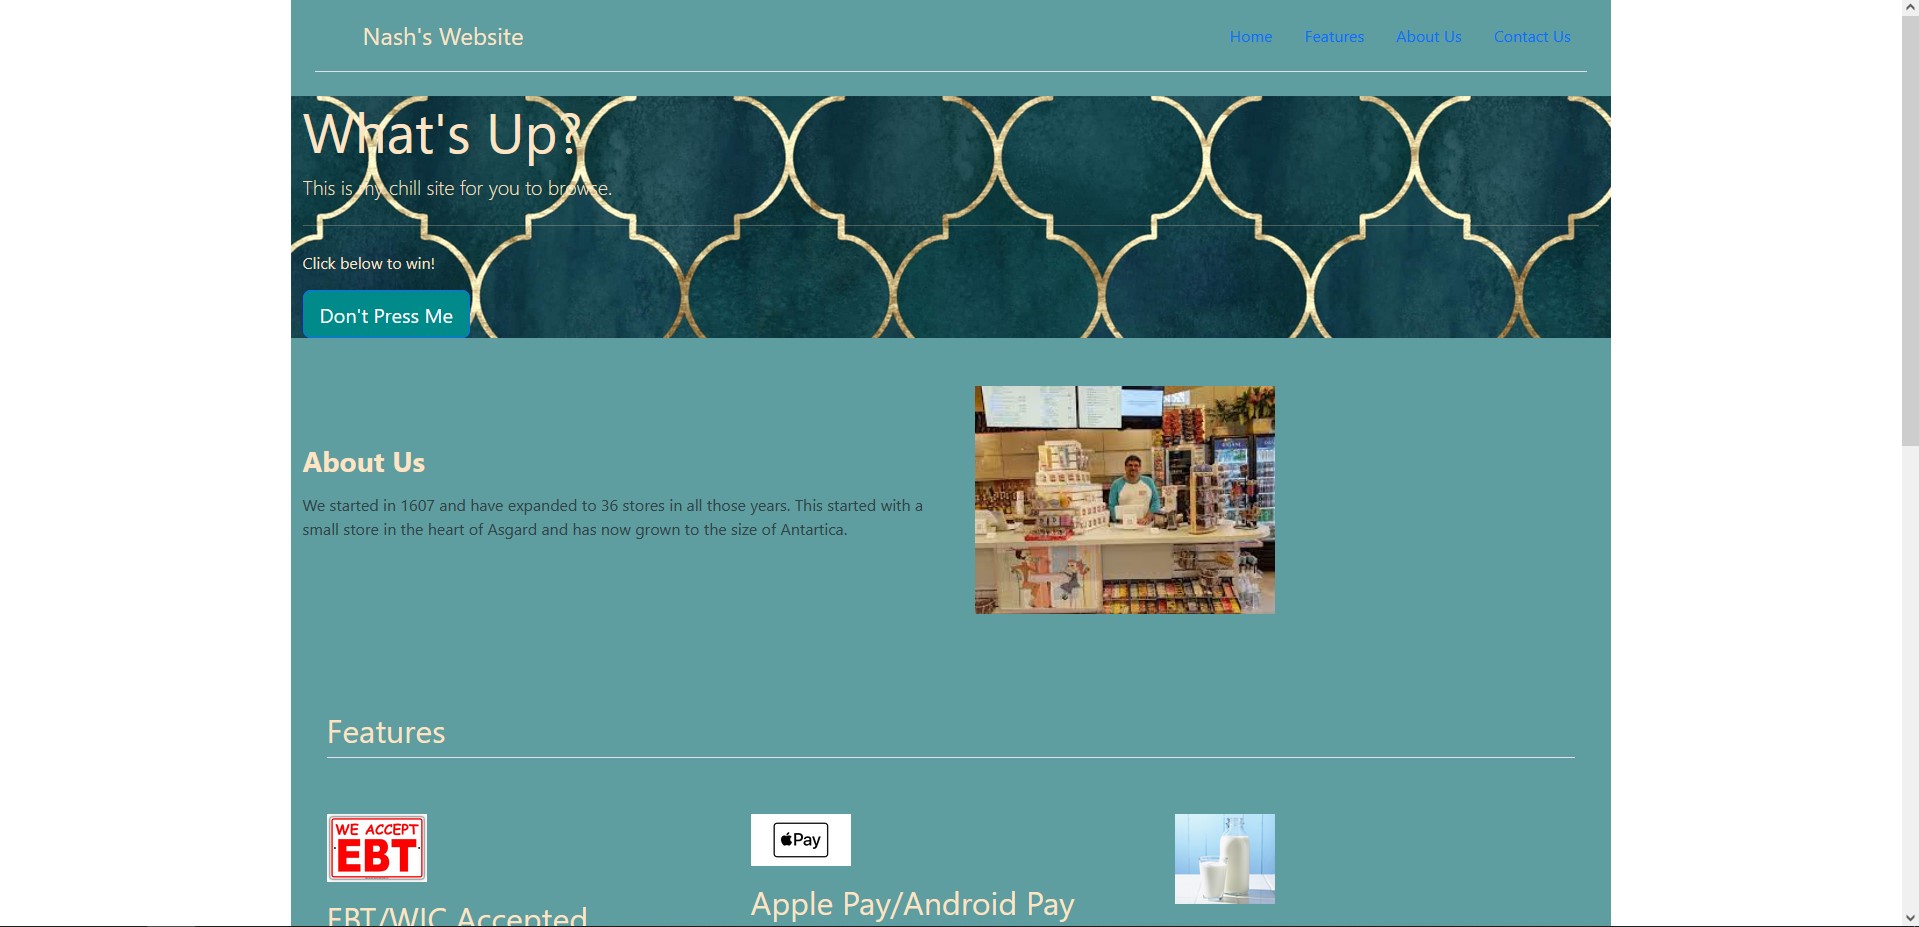 Nash's Website
Home Features About Us Contact Us
What's Up?
This is my chill site for you to browse.
Click below to win!
Don't Press Me
About Us
We started in 1607 and have expanded to 36 stores in all those years. This started with a
small store in the heart of Asgard and has now grown to the size of Antartica.
Features
WE ACCEPT
EBT
Pay
EBT/WIC Accepted
Apple Pay/Android Pay